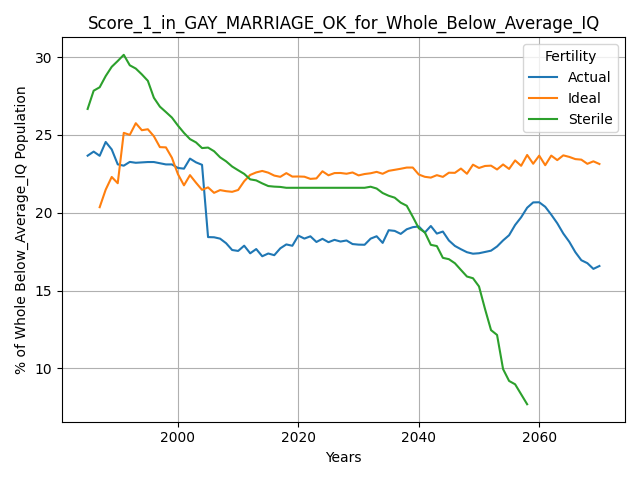 Score_1_in_GAY_MARRIAGE_OK_for_Whole_Below_Average_IQ
% of Whole Below_Average_IQ Population
30
25
20
15
10
Fertility
Actual
Ideal
Sterile
2000 2020 2040 2060
Years